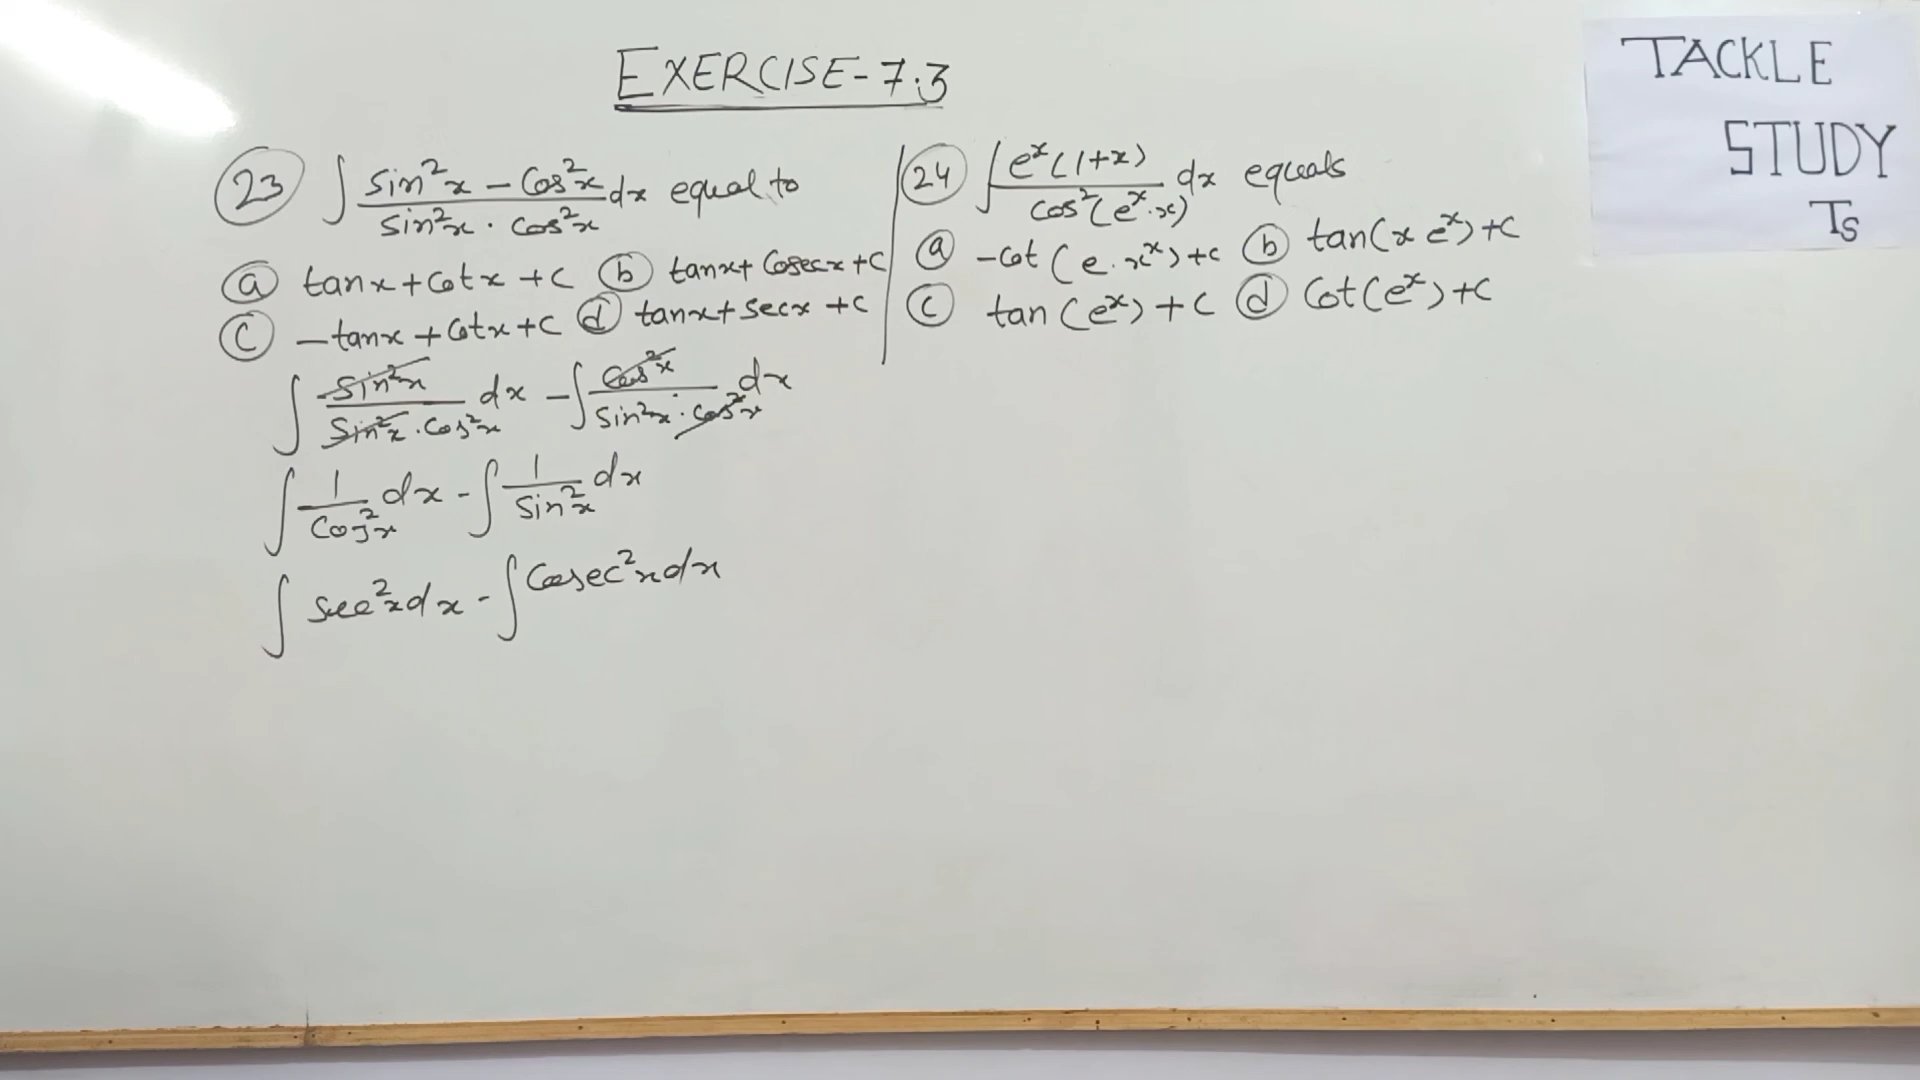 EXERCISE-7.3
TACKLE
STUDY
TS
(23) ∫ (sin²x - cos²x)/(sin²x · cos²x) dx equal to
(a) tanx + cotx + c (b) tanx + cosecx + c
(c) -tanx + cotx + c (d) tanx + secx + c
∫ sin²x/(sin²x · cos²x) dx - ∫ cos²x/(sin²x · cos²x) dx
∫ 1/cos²x dx - ∫ 1/sin²x dx
∫ sec²x dx - ∫ cosec²x dx
(24) ∫ eˣ(1+x)/cos²(eˣ·x) dx equals
(a) -cot(e·xˣ) + c (b) tan(x eˣ) + c
(c) tan(eˣ) + c (d) cot(eˣ) + c